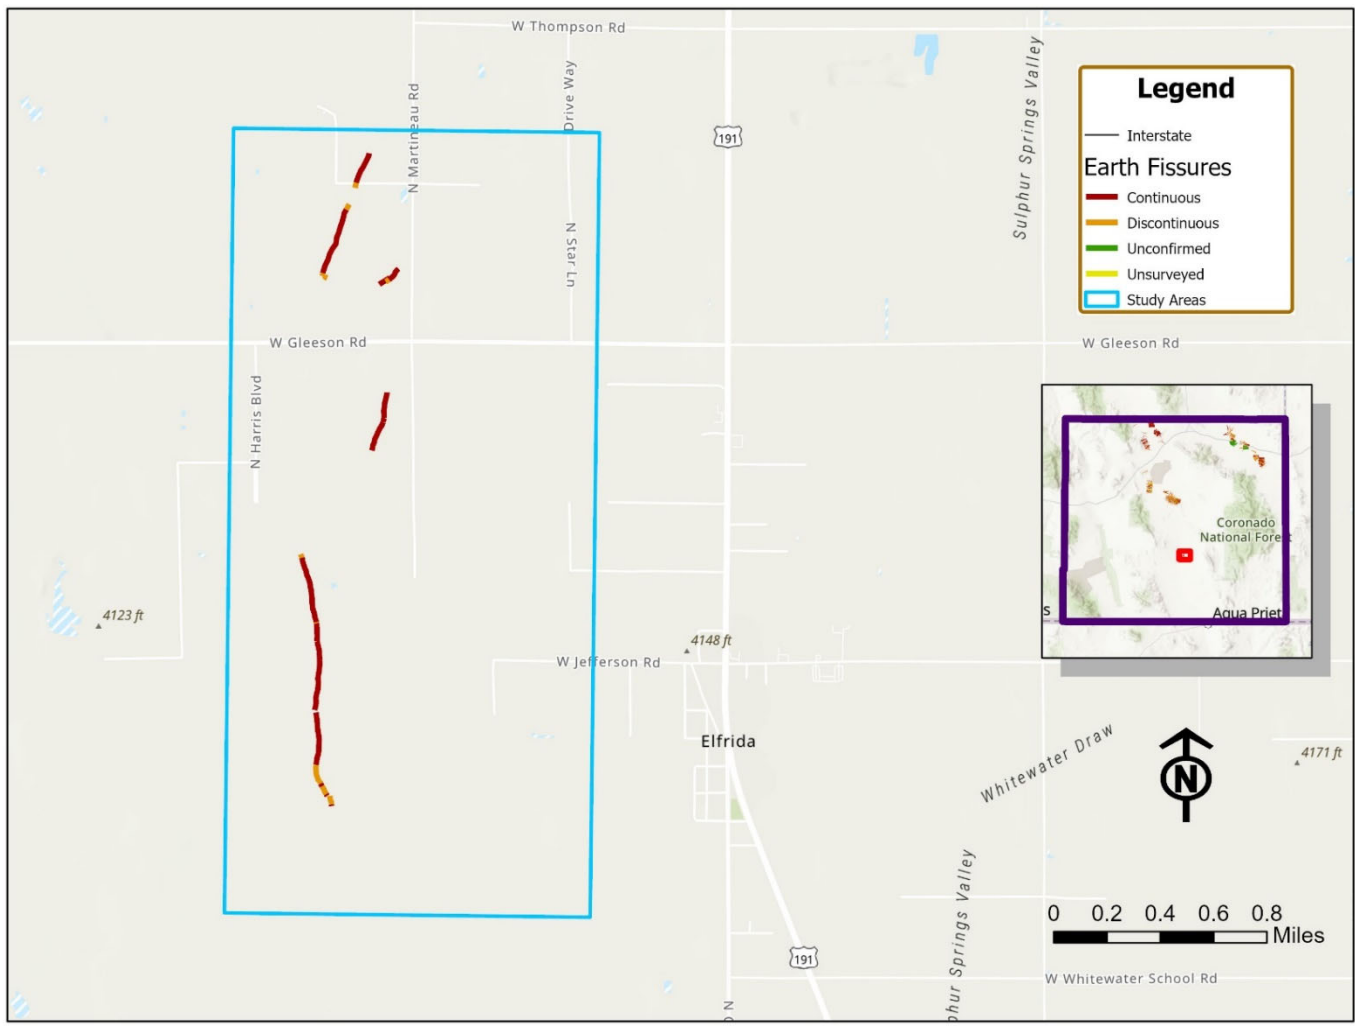 W Thompson Rd
N Martineau Rd
Drive Way
191
Sulphur Springs Valley
Legend
Interstate
Earth Fissures
Continuous
Discontinuous
Unconfirmed
Unsurveyed
Study Areas
N Star Ln
W Gleeson Rd
W Gleeson Rd
N Harris Blvd
Coronado
National Forest
s
Agua Priet
4123 ft
4148 ft
W Jefferson Rd
Elfrida
Whitewater Draw
4171 ft
N
phur Springs Valley
0 0.2 0.4 0.6 0.8
Miles
191
W Whitewater School Rd
N